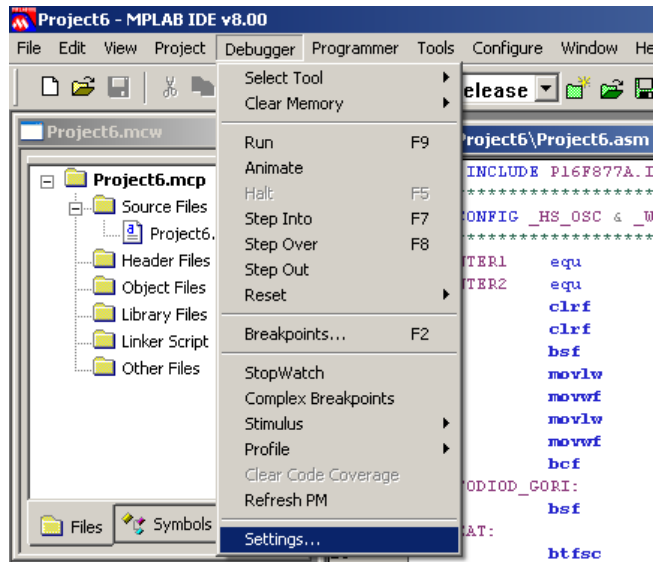 Project6 - MPLAB IDE v8.00
File Edit View Project Debugger Programmer Tools Configure Window He
elease
Project6.mcw
Project6.mcp
Source Files
Project6.
Header Files
Object Files
Library Files
Linker Script
Other Files
Files Symbols
Select Tool
Clear Memory
Run F9
Animate
Halt F5
Step Into F7
Step Over F8
Step Out
Reset
Breakpoints... F2
StopWatch
Complex Breakpoints
Stimulus
Profile
Clear Code Coverage
Refresh PM
Settings...
Project6\Project6.asm
INCLUDE P16F877A.I
*******************
CONFIG _HS_OSC & _W
*******************
TER1 equ
TER2 equ
clrf
clrf
bsf
movlw
movwf
movlw
movwf
bcf
ODIOD_GORI:
bsf
AT:
btfsc